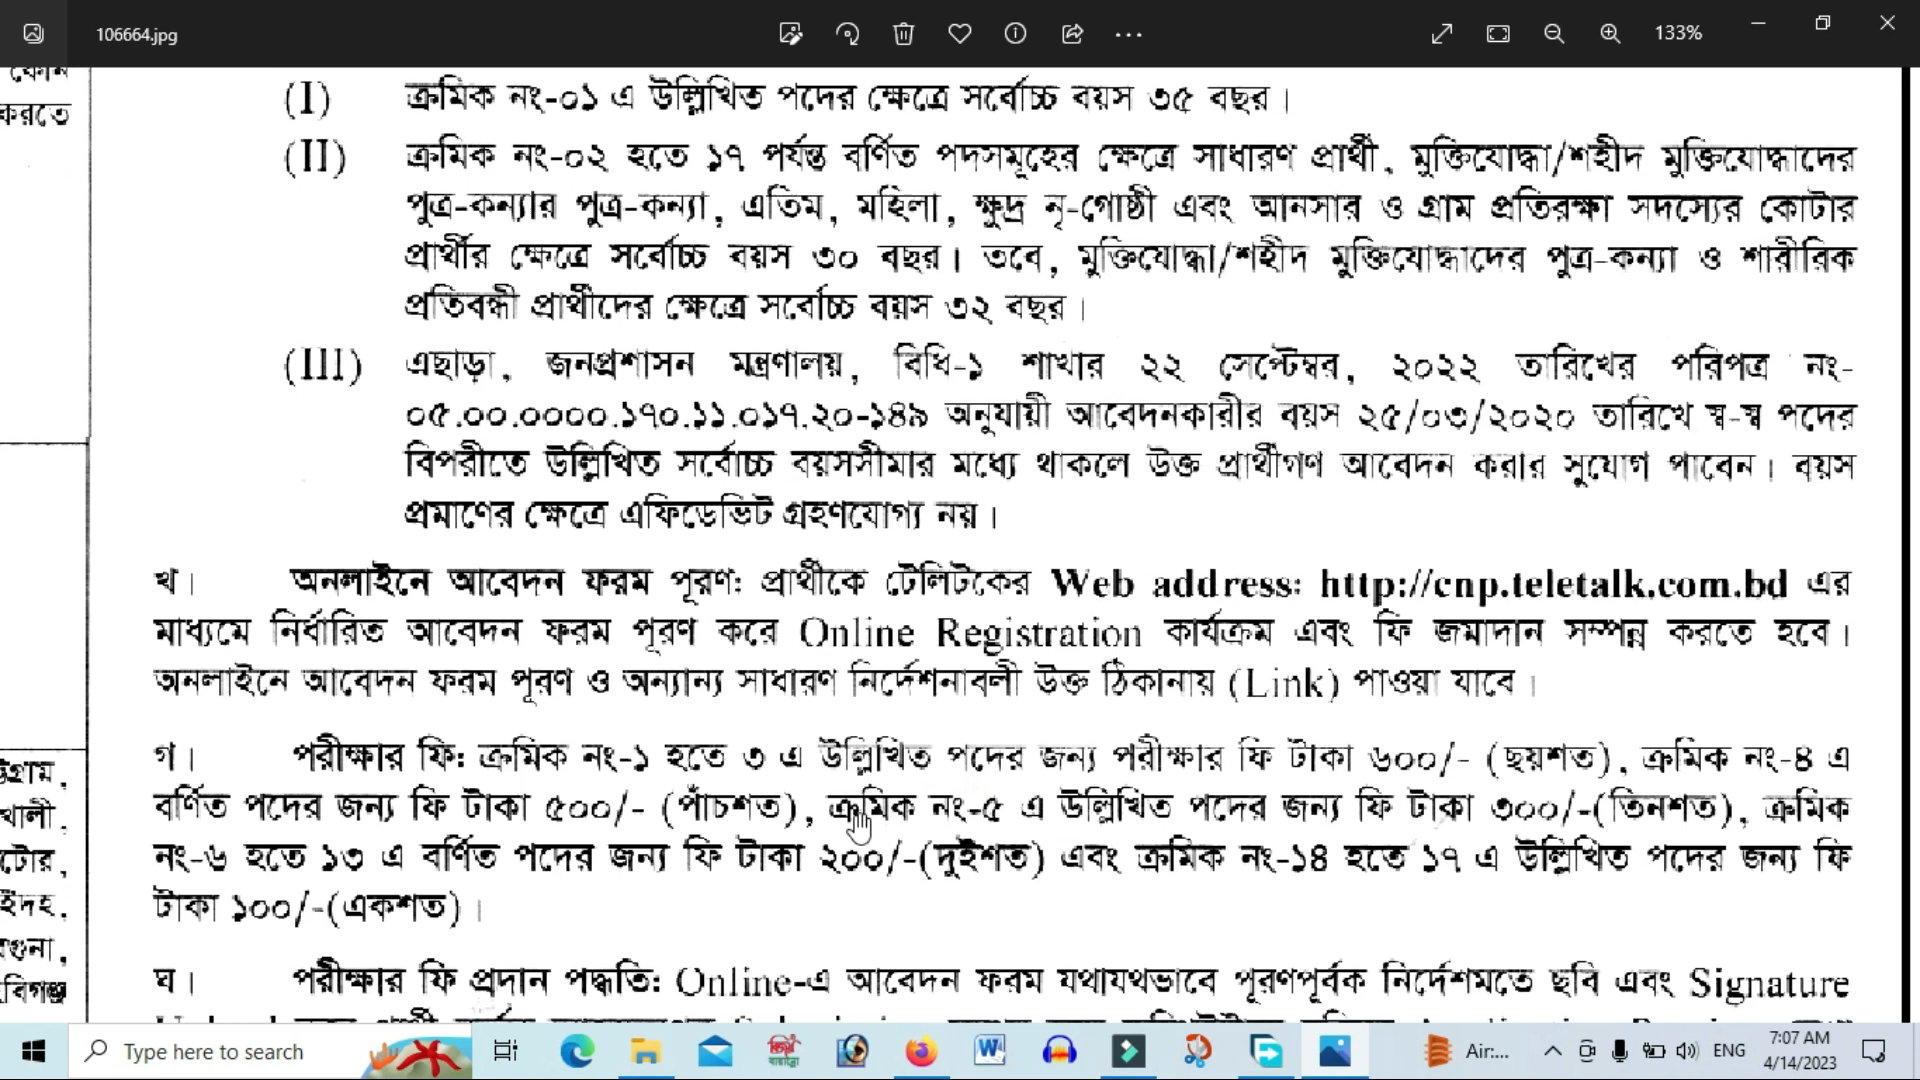 106664.jpg
133%
করতে
(I) ক্রমিক নং-০১ এ উল্লিখিত পদের ক্ষেত্রে সর্বোচ্চ বয়স ৩৫ বছর।
(II) ক্রমিক নং-০২ হতে ১৭ পর্যন্ত বর্ণিত পদসমূহের ক্ষেত্রে সাধারণ প্রার্থী, মুক্তিযোদ্ধা/শহীদ মুক্তিযোদ্ধাদের
পুত্র-কন্যার পুত্র-কন্যা, এতিম, মহিলা, ক্ষুদ্র নৃ-গোষ্ঠী এবং আনসার ও গ্রাম প্রতিরক্ষা সদস্যের কোটার
প্রার্থীর ক্ষেত্রে সর্বোচ্চ বয়স ৩০ বছর। তবে, মুক্তিযোদ্ধা/শহীদ মুক্তিযোদ্ধাদের পুত্র-কন্যা ও শারীরিক
প্রতিবন্ধী প্রার্থীদের ক্ষেত্রে সর্বোচ্চ বয়স ৩২ বছর।
(III) এছাড়া, জনপ্রশাসন মন্ত্রণালয়, বিধি-১ শাখার ২২ সেপ্টেম্বর, ২০২২ তারিখের পরিপত্র নং-
০৫.০০.০০০০.১৭০.১১.০১৭.২০-১৪৯ অনুযায়ী আবেদনকারীর বয়স ২৫/০৩/২০২০ তারিখে স্ব-স্ব পদের
বিপরীতে উল্লিখিত সর্বোচ্চ বয়সসীমার মধ্যে থাকলে উক্ত প্রার্থীগণ আবেদন করার সুযোগ পাবেন। বয়স
প্রমাণের ক্ষেত্রে এফিডেভিট গ্রহণযোগ্য নয়।
খ। অনলাইনে আবেদন ফরম পূরণঃ প্রার্থীকে টেলিটকের Web address: http://cnp.teletalk.com.bd এর
মাধ্যমে নির্ধারিত আবেদন ফরম পূরণ করে Online Registration কার্যক্রম এবং ফি জমাদান সম্পন্ন করতে হবে।
অনলাইনে আবেদন ফরম পূরণ ও অন্যান্য সাধারণ নির্দেশনাবলী উক্ত ঠিকানায় (Link) পাওয়া যাবে।
গ। পরীক্ষার ফিঃ ক্রমিক নং-১ হতে ৩ এ উল্লিখিত পদের জন্য পরীক্ষার ফি টাকা ৬০০/- (ছয়শত), ক্রমিক নং-৪ এ
বর্ণিত পদের জন্য ফি টাকা ৫০০/- (পাঁচশত), ক্রমিক নং-৫ এ উল্লিখিত পদের জন্য ফি টাকা ৩০০/-(তিনশত), ক্রমিক
নং-৬ হতে ১৩ এ বর্ণিত পদের জন্য ফি টাকা ২০০/-(দুইশত) এবং ক্রমিক নং-১৪ হতে ১৭ এ উল্লিখিত পদের জন্য ফি
টাকা ১০০/-(একশত)।
ঘ। পরীক্ষার ফি প্রদান পদ্ধতিঃ Online-এ আবেদন ফরম যথাযথভাবে পূরণপূর্বক নির্দেশমতে ছবি এবং Signature
Type here to search
Air:...
ENG
7:07 AM
4/14/2023